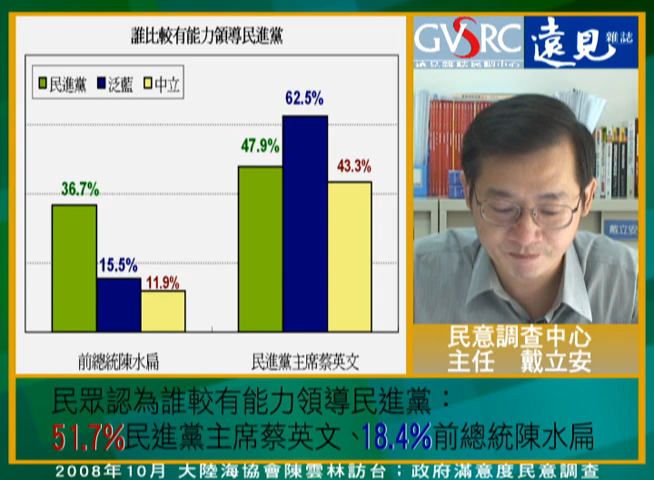 誰比較有能力領導民進黨
民進黨 泛藍 中立
36.7%
15.5%
11.9%
47.9%
62.5%
43.3%
前總統陳水扁
民進黨主席蔡英文
GVSRC
遠見雜誌
戴立安
民意調查中心
主任 戴立安
民眾認為誰較有能力領導民進黨：
51.7%民進黨主席蔡英文、18.4%前總統陳水扁
2008年10月 大陸海協會陳雲林訪台；政府滿意度民意調查